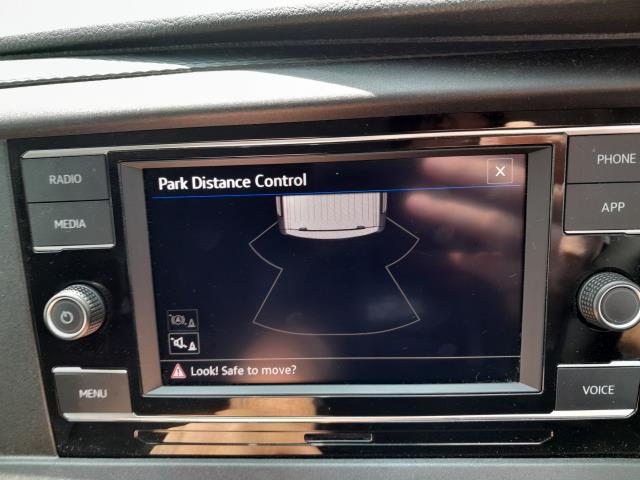 RADIO
MEDIA
MENU
Park Distance Control
X
Look! Safe to move?
PHONE
APP
VOICE